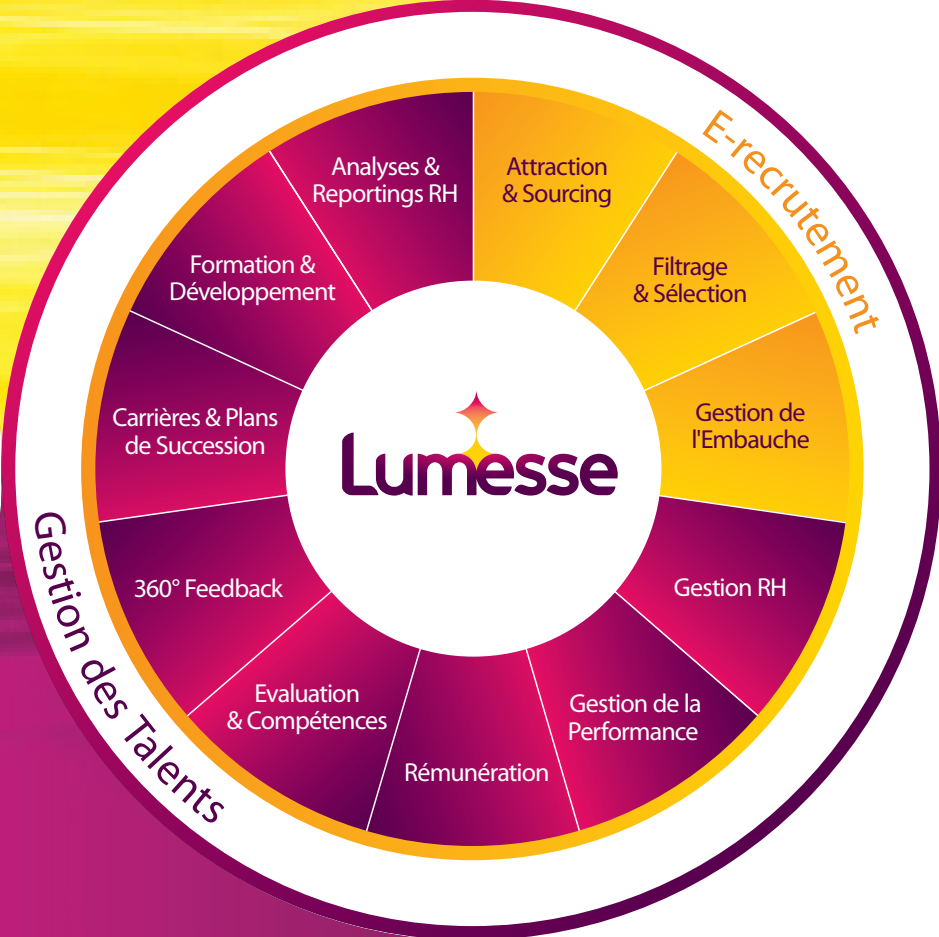 E-recrutement
Attraction
& Sourcing
Filtrage
& Sélection
Gestion de
l'Embauche
Gestion RH
Gestion de la
Performance
Rémunération
Evaluation
& Compétences
360° Feedback
Carrières & Plans
de Succession
Formation &
Développement
Analyses &
Reportings RH
Gestion des Talents
Lumesse